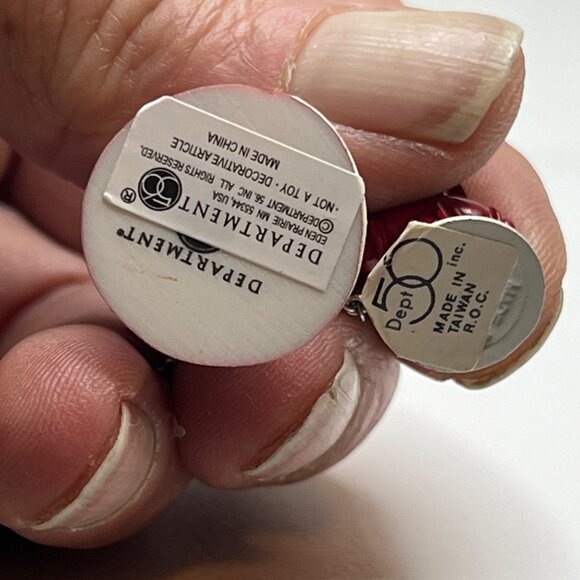 DEPARTMENT®
56
®
DEPARTMENT
©DEPARTMENT 56, INC. ALL RIGHTS RESERVED.
EDEN PRAIRIE MN 55344, USA
* NOT A TOY - DECORATIVE ARTICLE
MADE IN CHINA
Dept 56 inc.
MADE IN
TAIWAN
R.O.C.